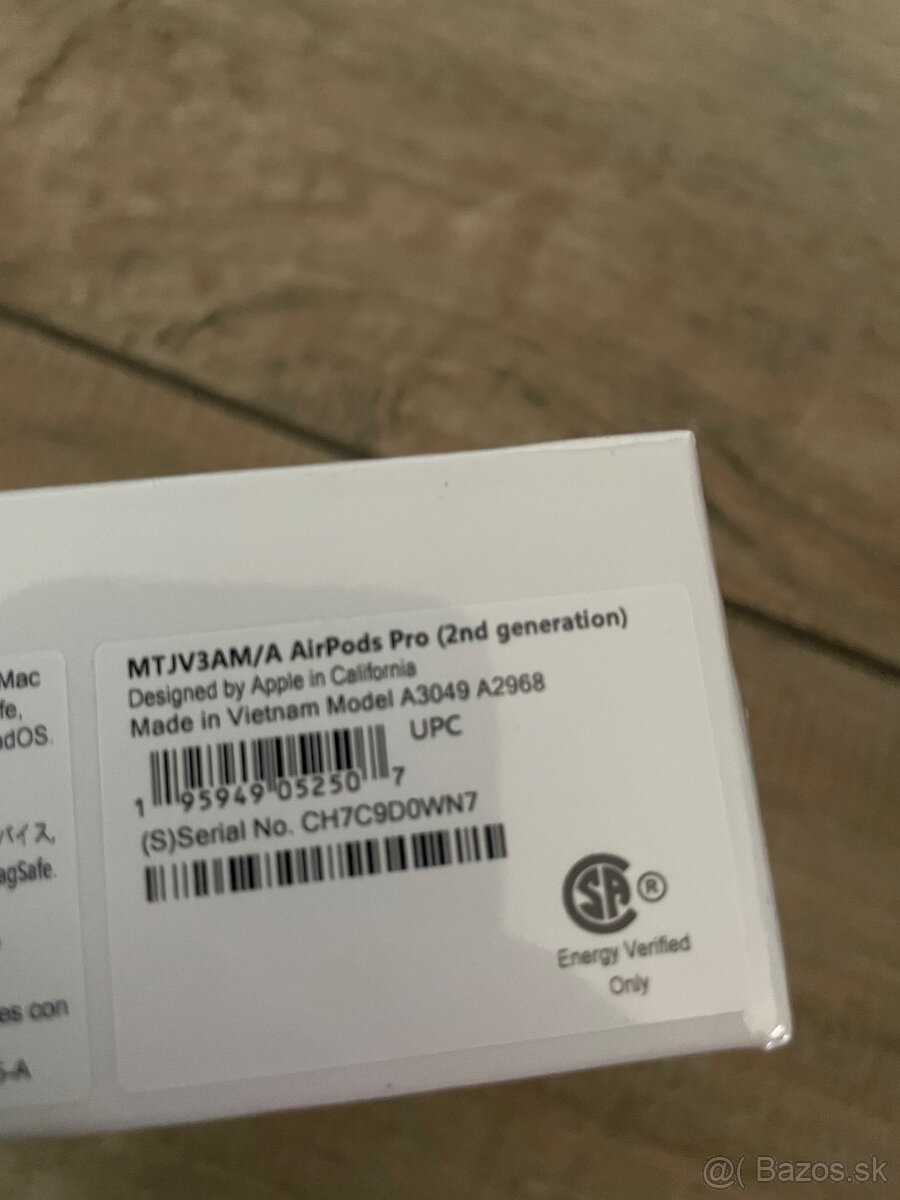 Mac
fe,
adOS.
バイス,
agSafe.
es con
S-A
MTJV3AM/A AirPods Pro (2nd generation)
Designed by Apple in California
Made in Vietnam Model A3049 A2968
UPC
1 95949 05250 7
(S)Serial No. CH7C9D0WN7
SA ®
Energy Verified
Only
@( Bazos.sk